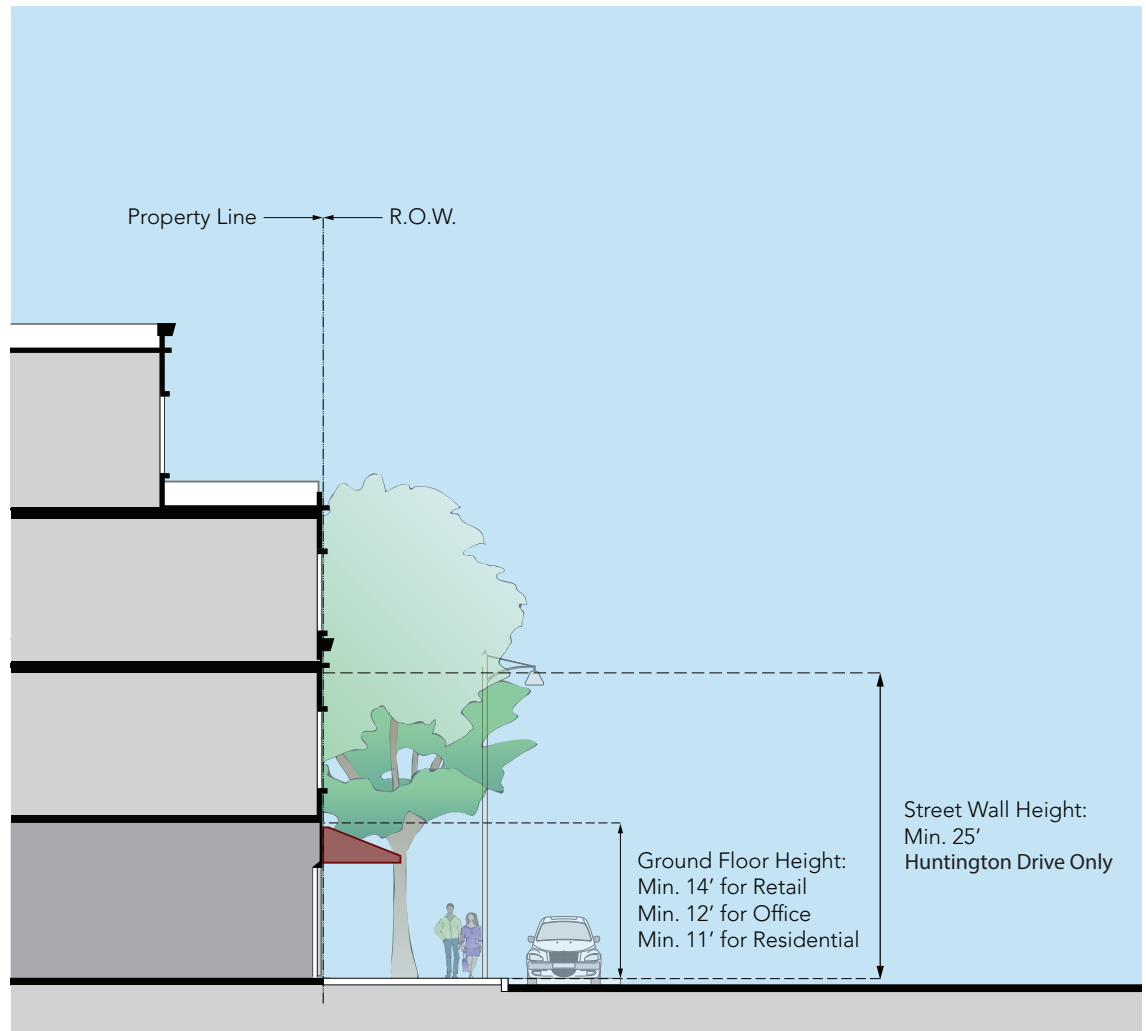 Property Line
R.O.W.
Street Wall Height:
Min. 25’
Huntington Drive Only
Ground Floor Height:
Min. 14’ for Retail
Min. 12’ for Office
Min. 11’ for Residential